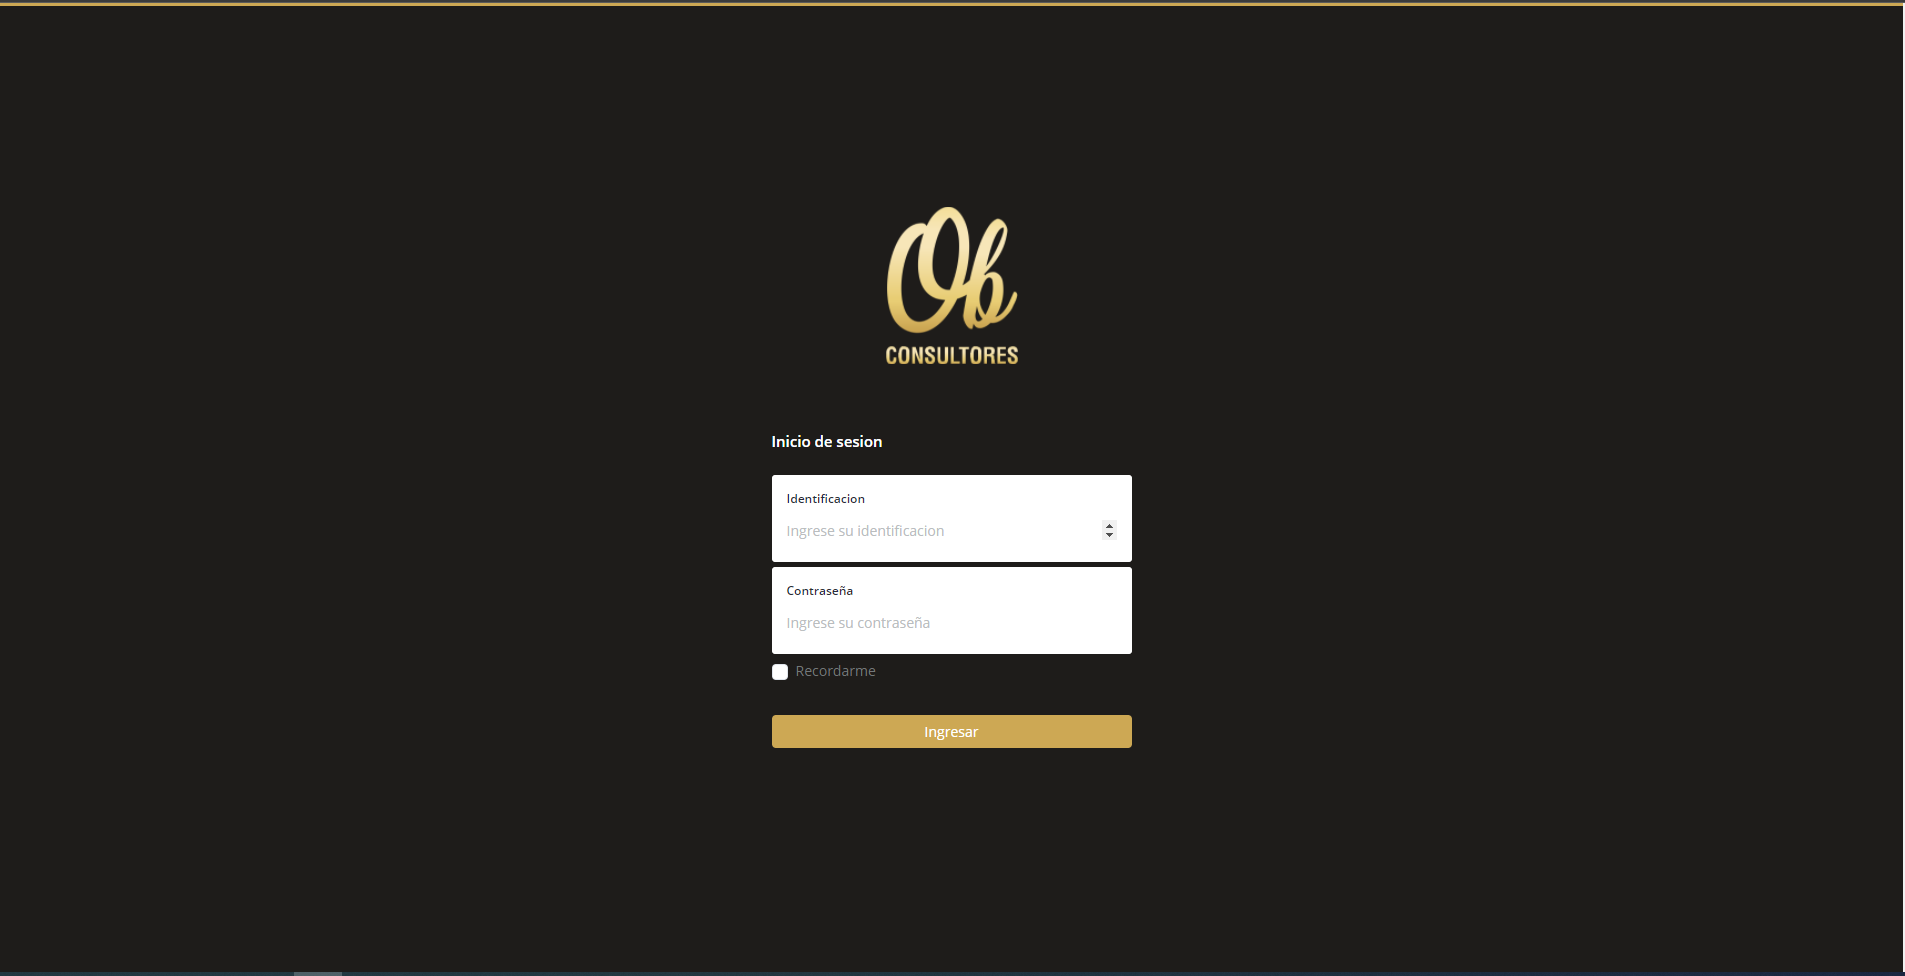 Ob
CONSULTORES
Inicio de sesion
Identificacion
Ingrese su identificacion
Contraseña
Ingrese su contraseña
Recordarme
Ingresar